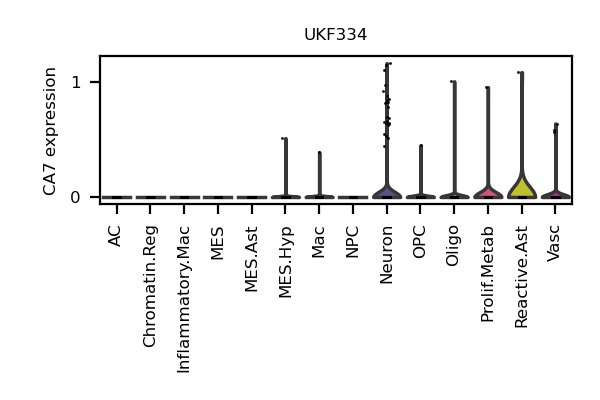 UKF334
CA7 expression
1
0
AC
Chromatin.Reg
Inflammatory.Mac
MES
MES.Ast
MES.Hyp
Mac
NPC
Neuron
OPC
Oligo
Prolif.Metab
Reactive.Ast
Vasc